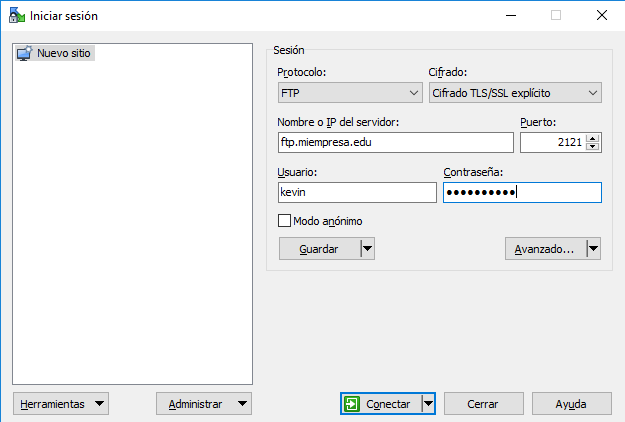 Iniciar sesión
Nuevo sitio
Sesión
Protocolo:
Cifrado:
FTP
Cifrado TLS/SSL explícito
Nombre o IP del servidor:
Puerto:
ftp.miempresa.edu
2121
Usuario:
Contraseña:
kevin
●●●●●●●●●●
Modo anónimo
Guardar
Avanzado...
Herramientas
Administrar
Conectar
Cerrar
Ayuda